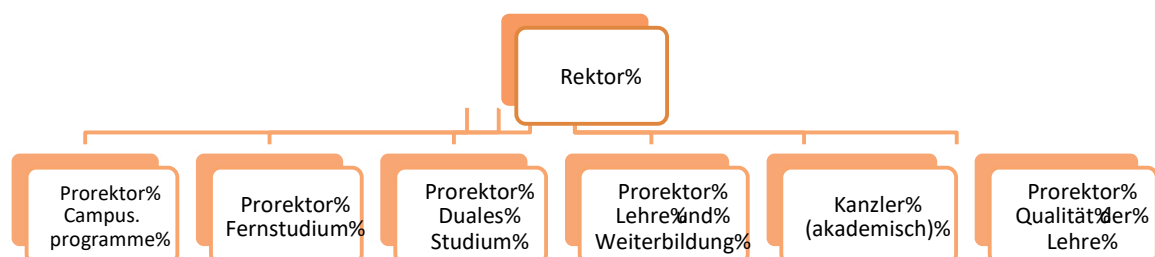 Rektor%
Prorektor%
Campus.
programme%
Prorektor%
Fernstudium%
Prorektor%
Duales%
Studium%
Prorektor%
Lehre%und%
Weiterbildung%
Kanzler%
(akademisch)%
Prorektor%
Qualität%der%
Lehre%